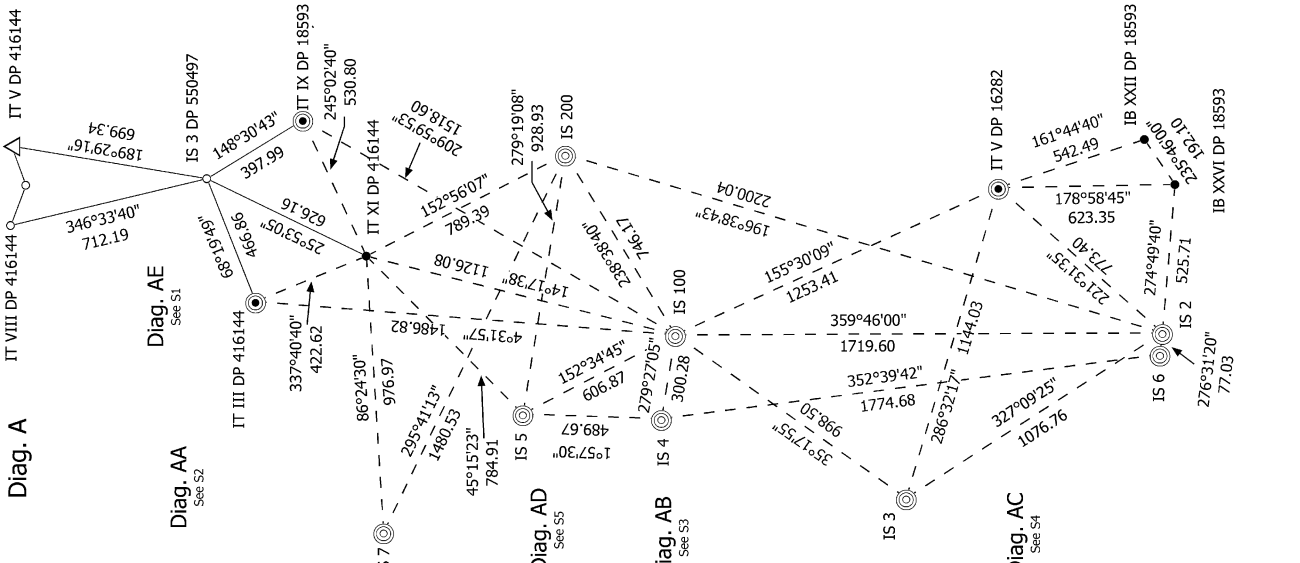 IT V DP 416144
IT VIII DP 416144
699.34
189°29'16"
346°33'40"
712.19
IS 3 DP 550497
IT IX DP 18593
148°30'43"
397.99
245°02'40"
530.80
209°59'53"
1518.60
626.16
25°53'05"
68°19'49"
466.86
IT XI DP 416144
Diag. AE
See S1
IT III DP 416144
337°40'40"
422.62
152°56'07"
789.39
1126.08
14°17'38"
1486.82
4°31'57"
86°24'30"
976.97
295°41'13"
1480.53
45°15'23"
784.91
279°19'08"
928.93
IS 200
238°38'40"
746.17
2200.04
196°38'43"
IS 100
152°34'45"
606.87
279°27'05"
300.28
489.67
1°57'30"
IS 5
IS 4
S 7
155°30'09"
1253.41
359°46'00"
1719.60
352°39'42"
1774.68
998.50
35°17'55"
286°32'17"
1144.03
327°09'25"
1076.76
IS 3
IT V DP 16282
161°44'40"
542.49
IB XXII DP 18593
235°46'00"
192.10
IB XXVI DP 18593
178°58'45"
623.35
773.40
221°31'35"
274°49'40"
525.71
IS 2
IS 6
276°31'20"
77.03
Diag. A
Diag. AA
See S2
Diag. AD
See S5
iag. AB
See S3
iag. AC
See S4